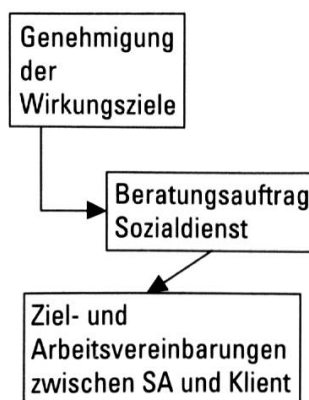 Genehmigung
der
Wirkungsziele
Beratungsauftrag
Sozialdienst
Ziel- und
Arbeitsvereinbarungen
zwischen SA und Klient